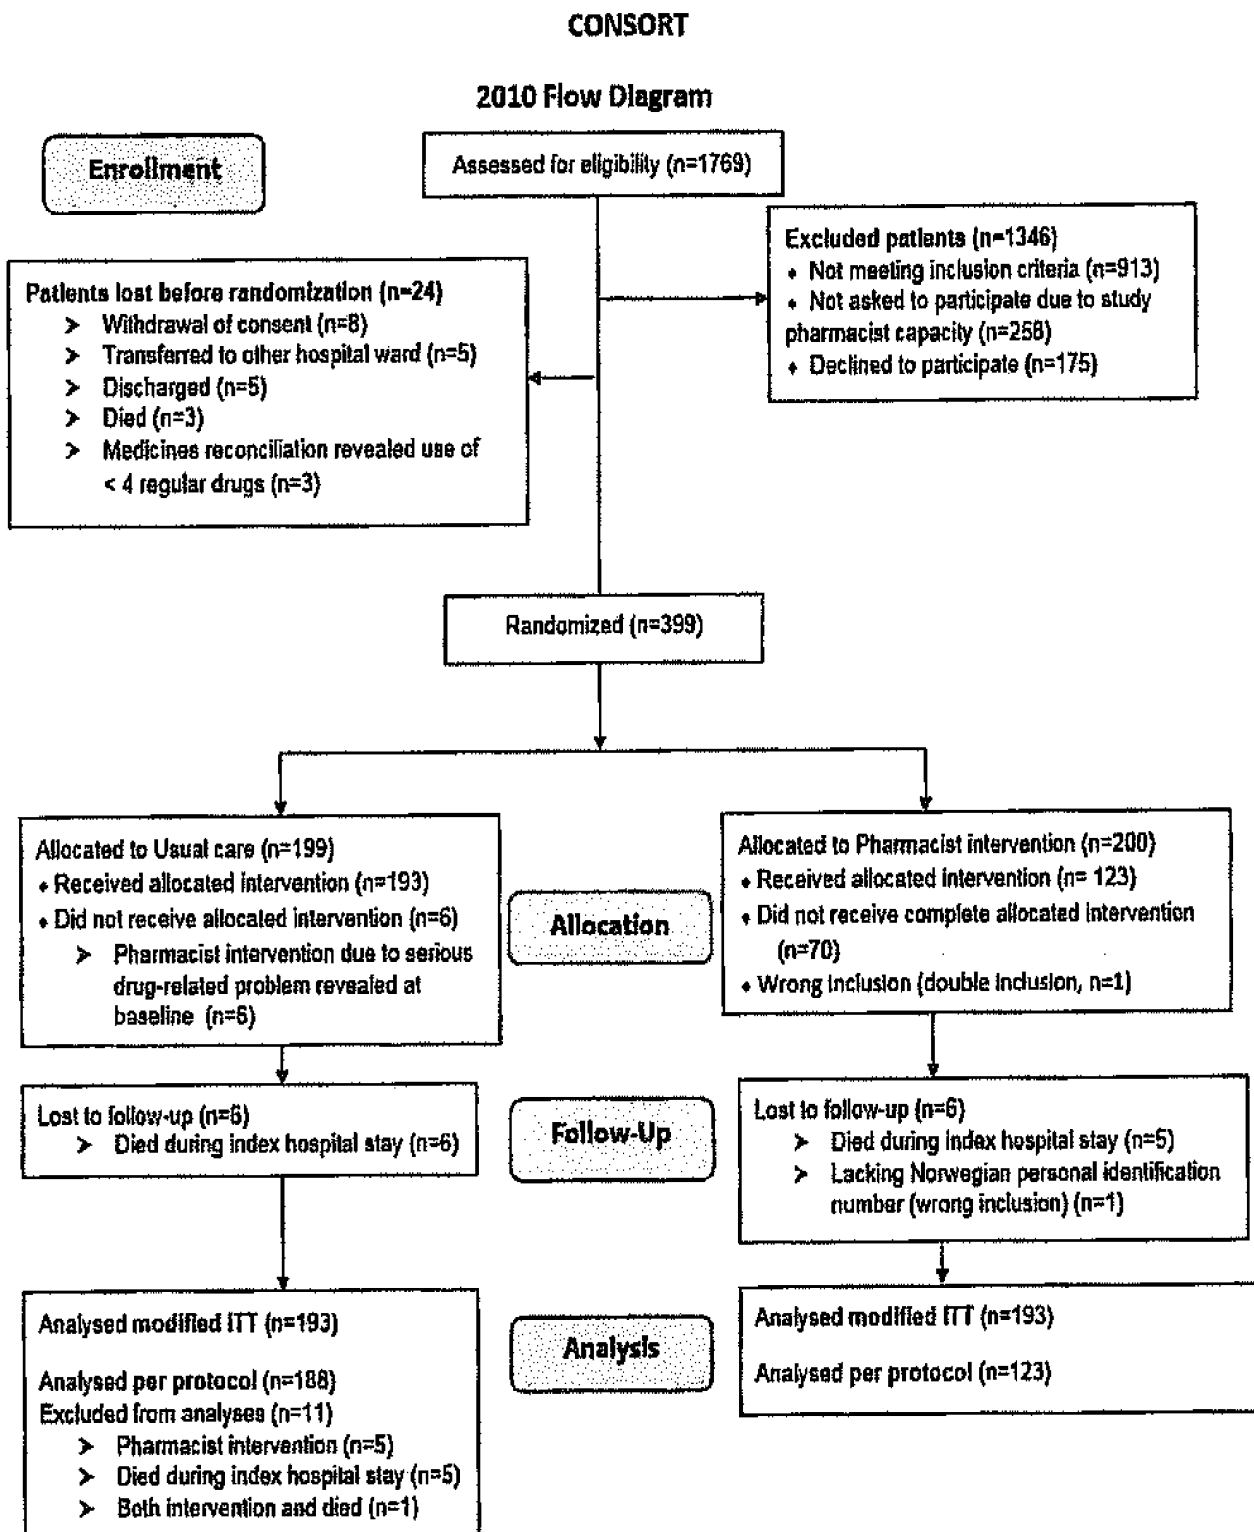 CONSORT
2010 Flow Diagram
Enrollment
Assessed for eligibility (n=1769)
Excluded patients (n=1346)
♦ Not meeting inclusion criteria (n=913)
♦ Not asked to participate due to study
pharmacist capacity (n=258)
♦ Declined to participate (n=175)
Patients lost before randomization (n=24)
➤ Withdrawal of consent (n=8)
➤ Transferred to other hospital ward (n=5)
➤ Discharged (n=5)
➤ Died (n=3)
➤ Medicines reconciliation revealed use of
< 4 regular drugs (n=3)
Randomized (n=399)
Allocated to Usual care (n=199)
♦ Received allocated intervention (n=193)
♦ Did not receive allocated intervention (n=6)
➤ Pharmacist intervention due to serious
drug-related problem revealed at
baseline (n=6)
Allocation
Allocated to Pharmacist intervention (n=200)
♦ Received allocated intervention (n= 123)
♦ Did not receive complete allocated intervention
(n=70)
♦ Wrong inclusion (double inclusion, n=1)
Lost to follow-up (n=6)
➤ Died during index hospital stay (n=6)
Follow-Up
Lost to follow-up (n=6)
➤ Died during index hospital stay (n=5)
➤ Lacking Norwegian personal identification
number (wrong inclusion) (n=1)
Analysed modified ITT (n=193)
Analysed per protocol (n=188)
Excluded from analyses (n=11)
➤ Pharmacist intervention (n=5)
➤ Died during index hospital stay (n=5)
➤ Both intervention and died (n=1)
Analysis
Analysed modified ITT (n=193)
Analysed per protocol (n=123)